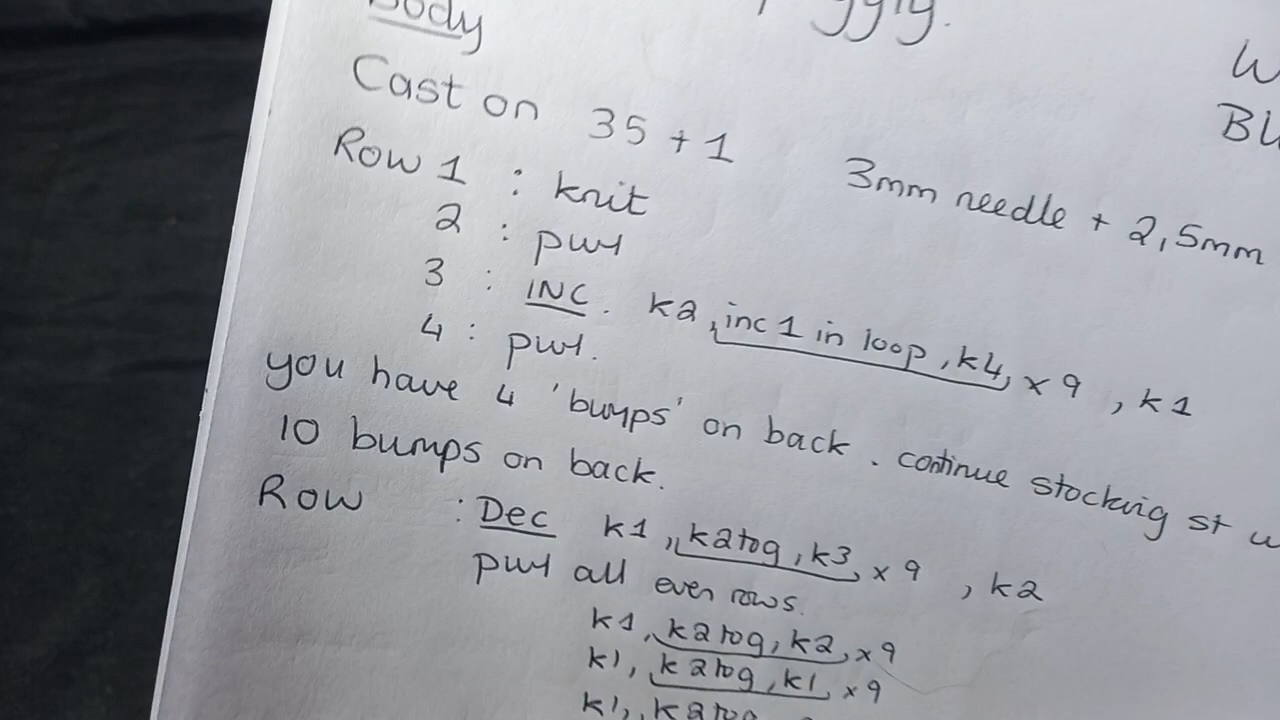 Body
Cast on 35 + 1
3mm needle + 2,5mm
Row 1 : knit
2 : purl
3 : INC. k2, inc 1 in loop, k4, x 9, k1
4 : purl.
you have 4 'bumps' on back. continue stocking st
10 bumps on back.
Row : Dec k1, k2tog, k3, x 9, k2
purl all even rows.
k1, k2tog, k2, x 9
k1, k2tog, k1, x 9
k1, k2tog